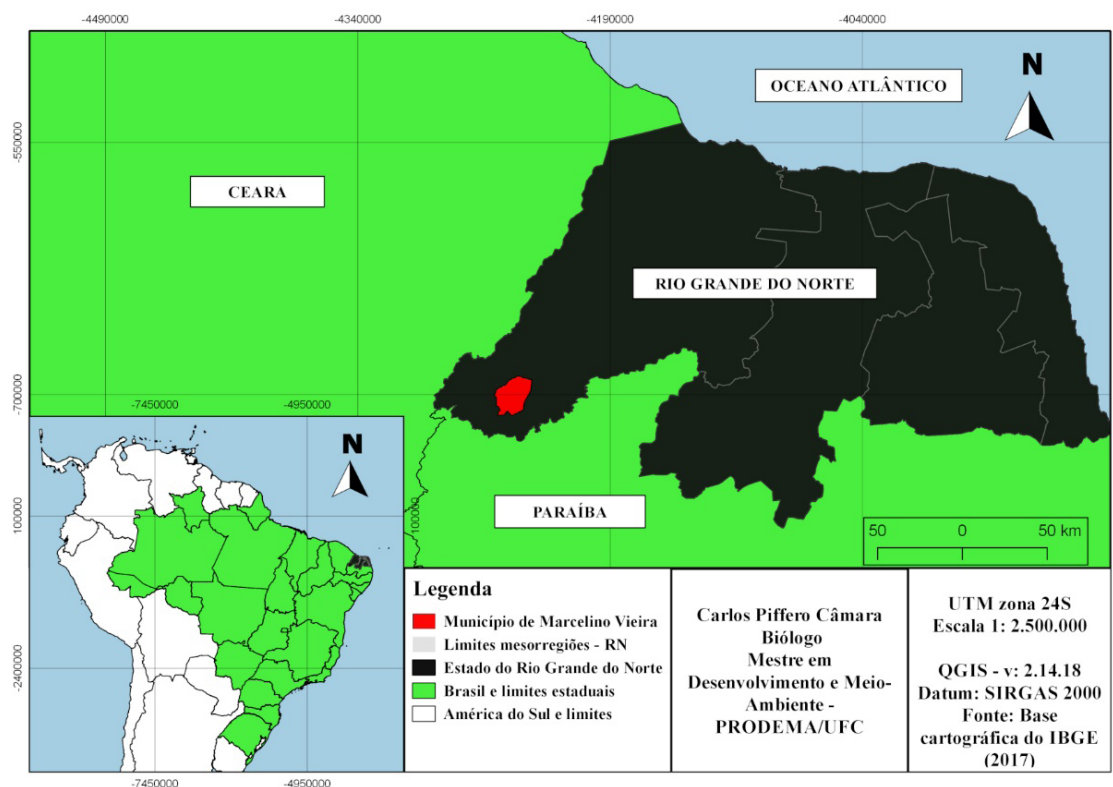 -4490000
-4340000
-4190000
-4040000
N
OCEANO ATLÂNTICO
-550000
CEARA
RIO GRANDE DO NORTE
-700000
-7450000
-4950000
N
PARAÍBA
100000
100000
50 0 50 km
-2400000
Legenda
Município de Marcelino Vieira
Limites mesorregiões - RN
Estado do Rio Grande do Norte
Brasil e limites estaduais
América do Sul e limites
Carlos Piffero Câmara
Biólogo
Mestre em
Desenvolvimento e Meio-
Ambiente -
PRODEMA/UFC
UTM zona 24S
Escala 1: 2.500.000
QGIS - v: 2.14.18
Datum: SIRGAS 2000
Fonte: Base
cartográfica do IBGE
(2017)
-7450000
-4950000